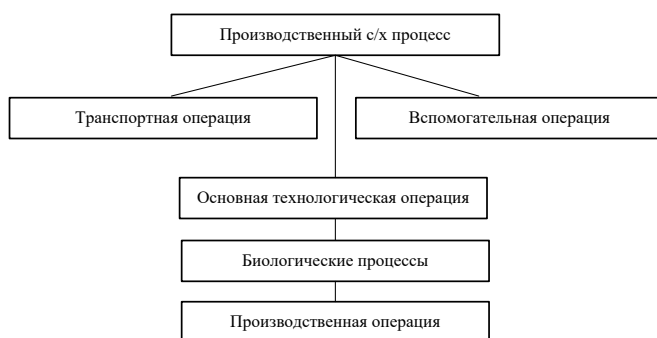 Производственный с/х процесс
Транспортная операция
Вспомогательная операция
Основная технологическая операция
Биологические процессы
Производственная операция